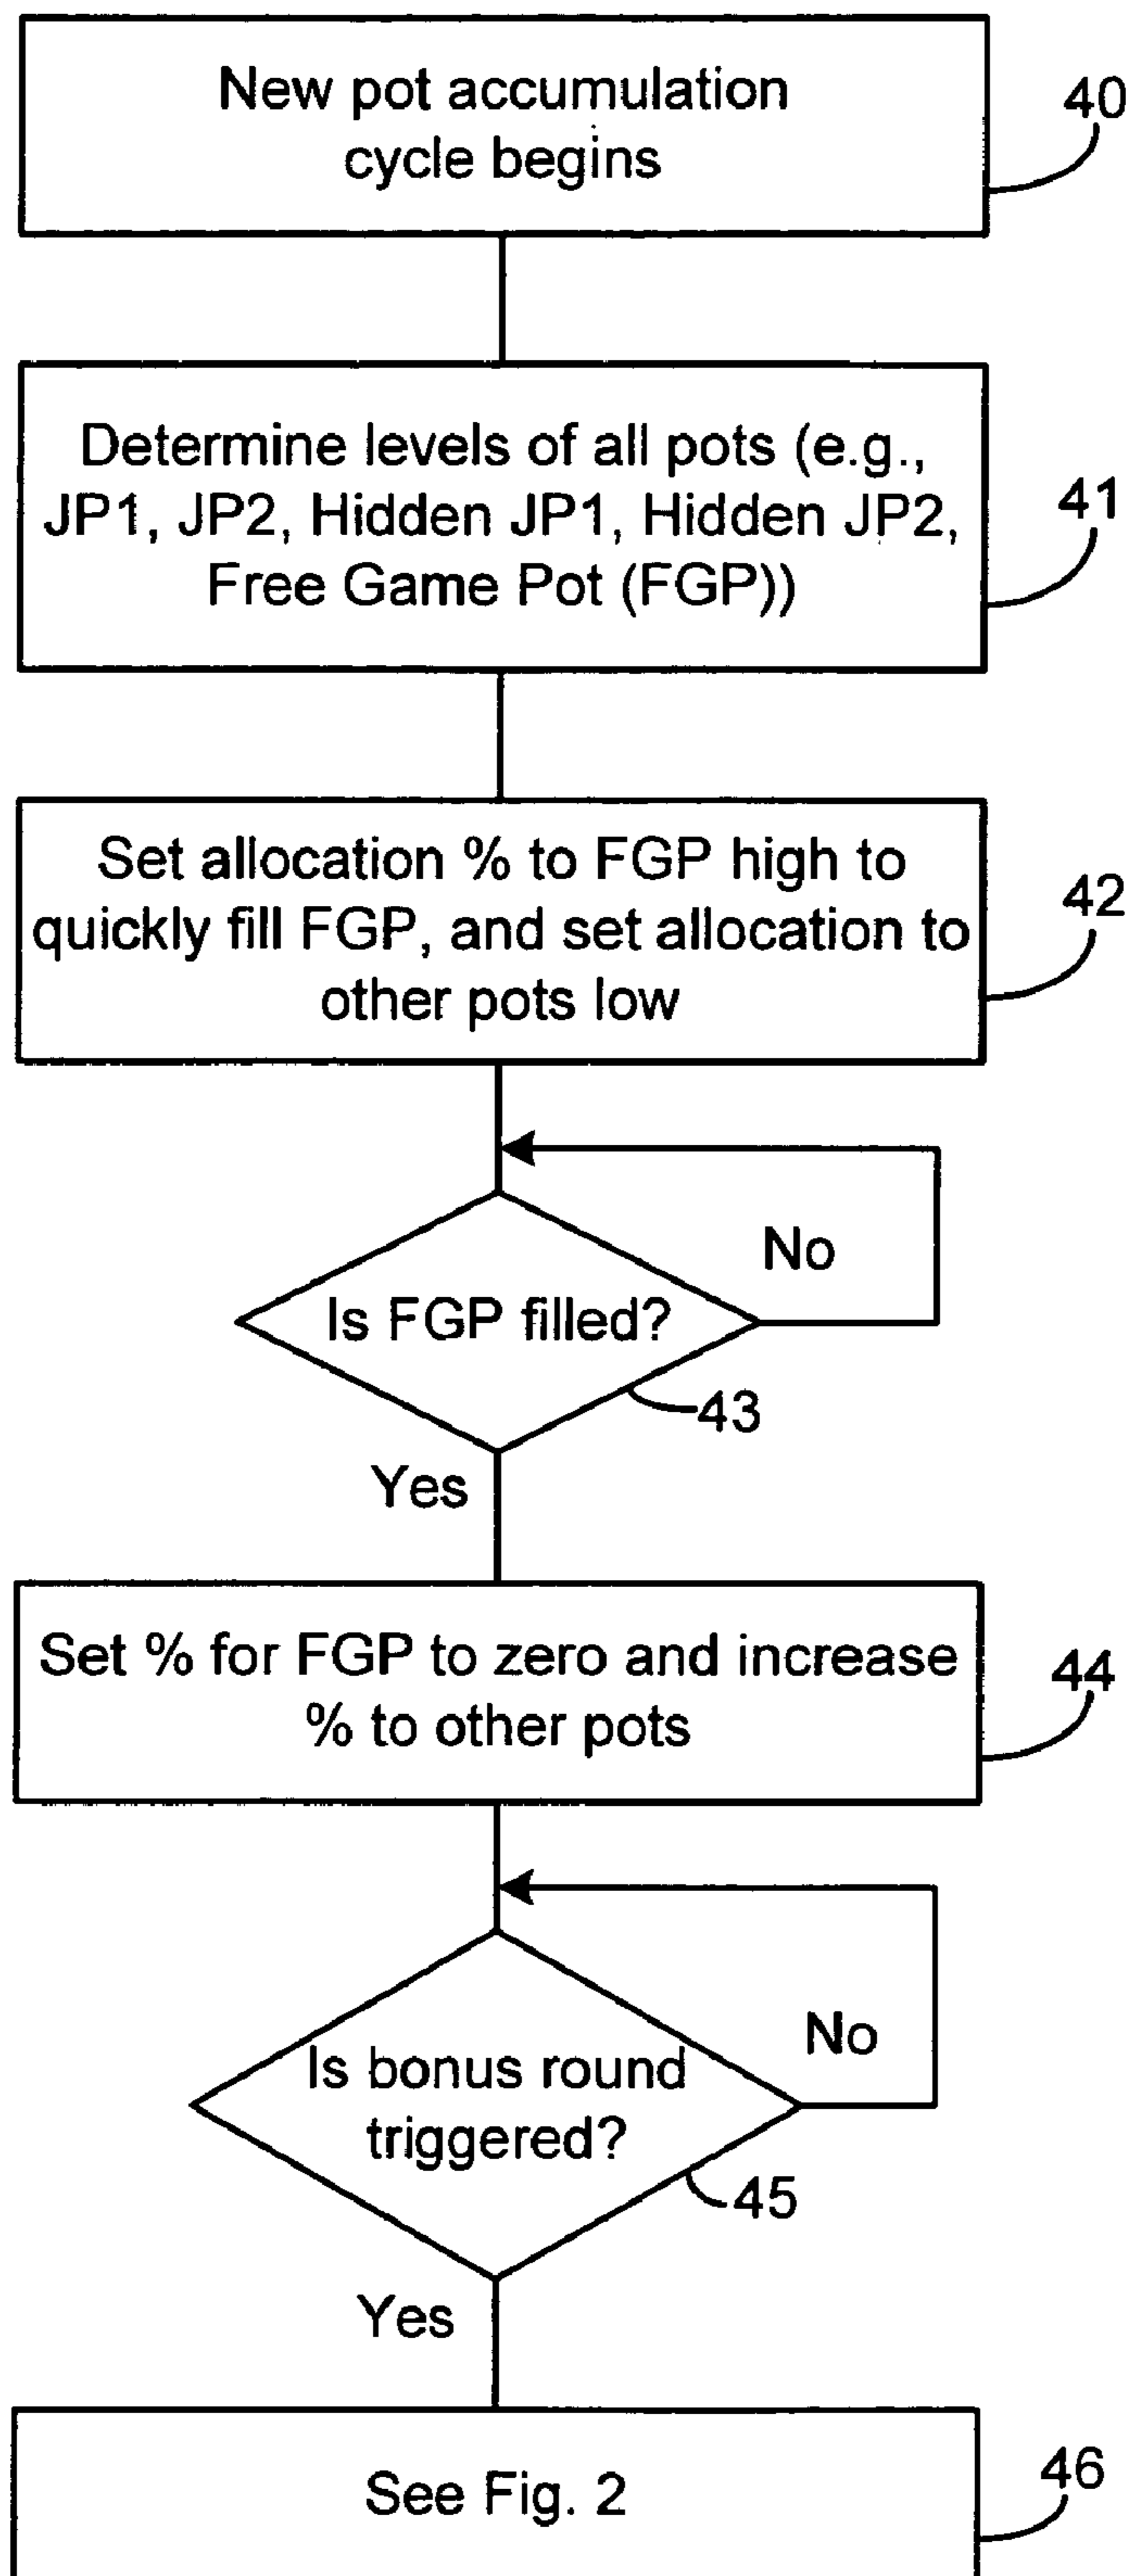 New pot accumulation
cycle begins
40
Determine levels of all pots (e.g.,
JP1, JP2, Hidden JP1, Hidden JP2,
Free Game Pot (FGP))
41
Set allocation % to FGP high to
quickly fill FGP, and set allocation to
other pots low
42
No
Is FGP filled?
43
Yes
Set % for FGP to zero and increase
% to other pots
44
No
Is bonus round
triggered?
45
Yes
See Fig. 2
46